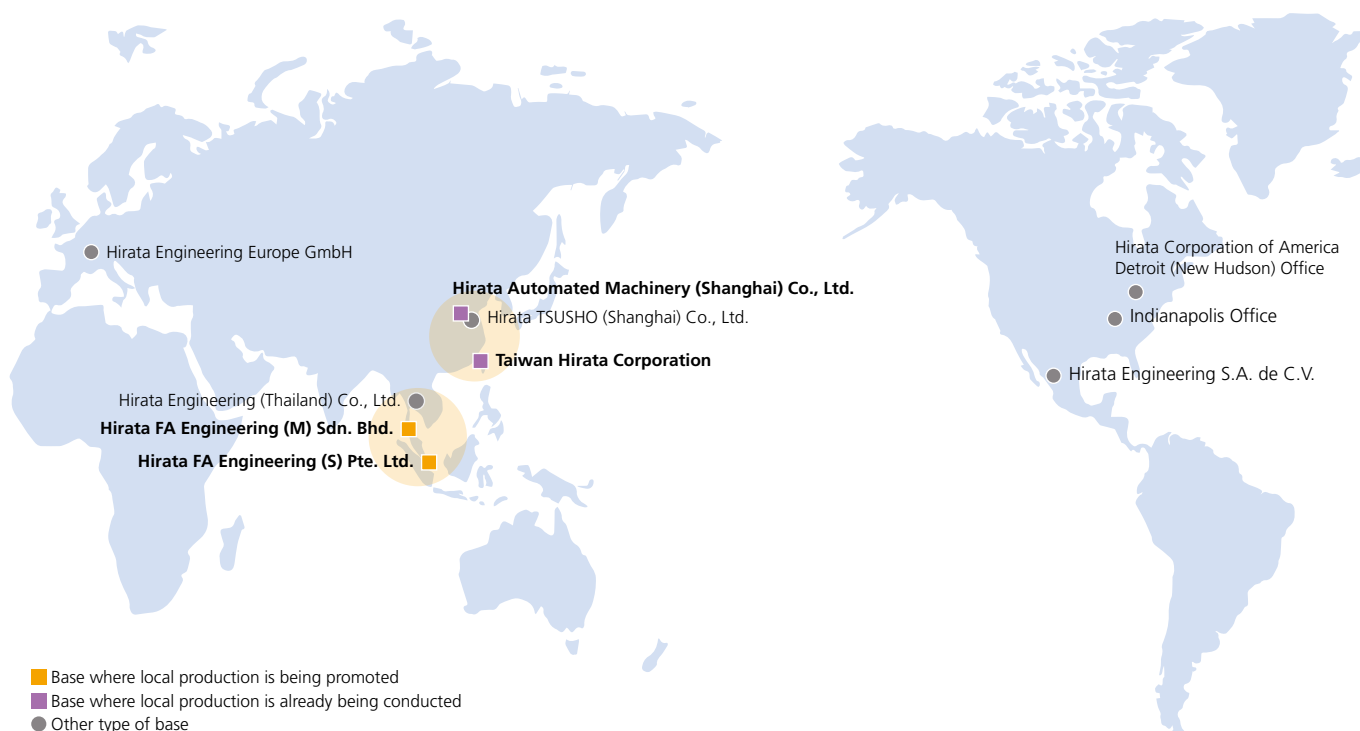 Hirata Engineering Europe GmbH
Hirata Automated Machinery (Shanghai) Co., Ltd.
Hirata TSUSHO (Shanghai) Co., Ltd.
Taiwan Hirata Corporation
Hirata Engineering (Thailand) Co., Ltd.
Hirata FA Engineering (M) Sdn. Bhd.
Hirata FA Engineering (S) Pte. Ltd.
Hirata Corporation of America
Detroit (New Hudson) Office
Indianapolis Office
Hirata Engineering S.A. de C.V.
Base where local production is being promoted
Base where local production is already being conducted
Other type of base